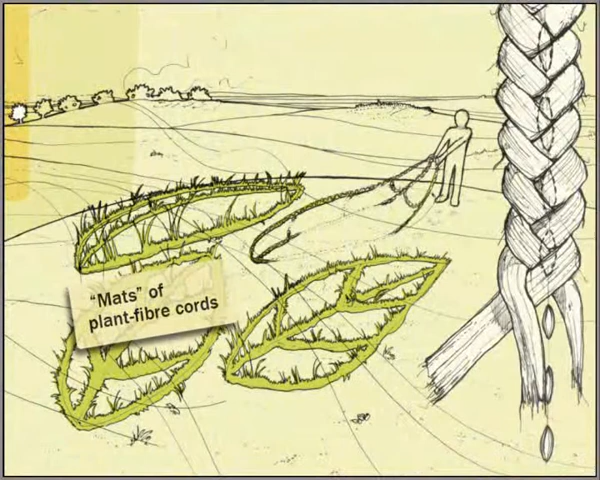 “Mats” of
plant-fibre cords